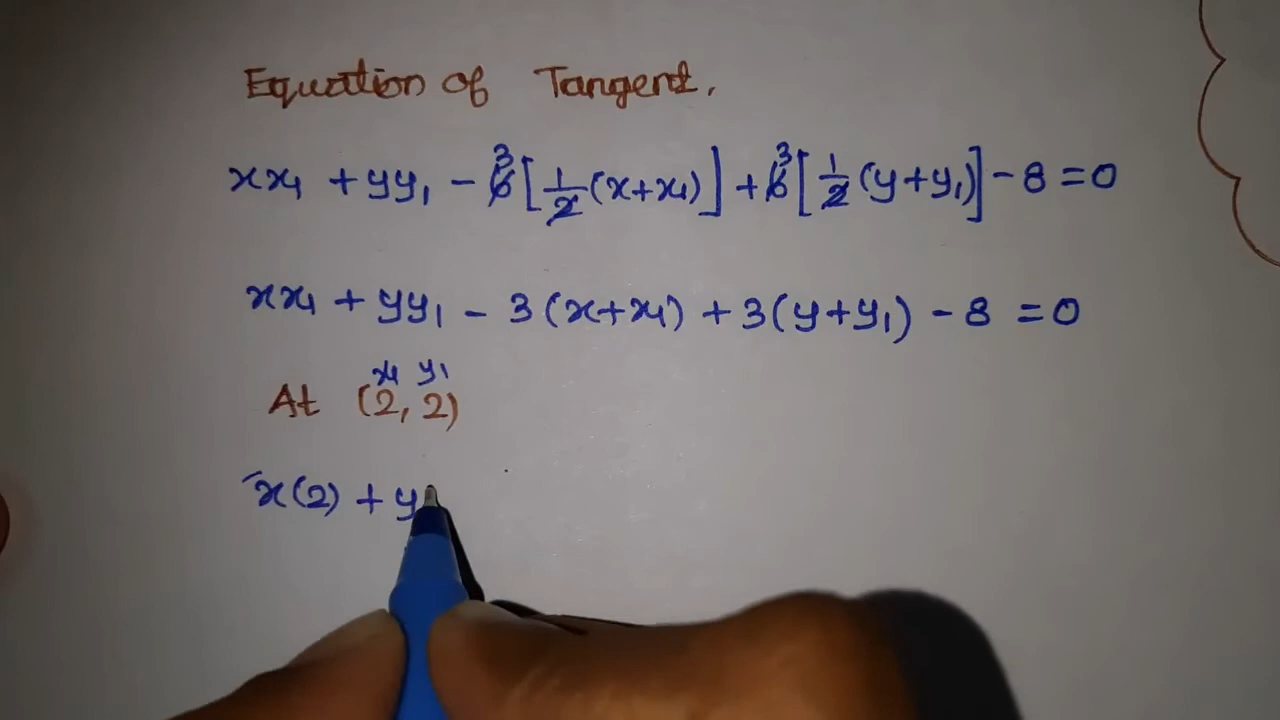 Equation of Tangent,
xx₁ + yy₁ - 6 3 [1/2 (x+x₁)] + 6 3 [1/2 (y+y₁)] - 8 = 0
xx₁ + yy₁ - 3(x+x₁) + 3(y+y₁) - 8 = 0
x₁ y₁
At (2, 2)
x(2) + y